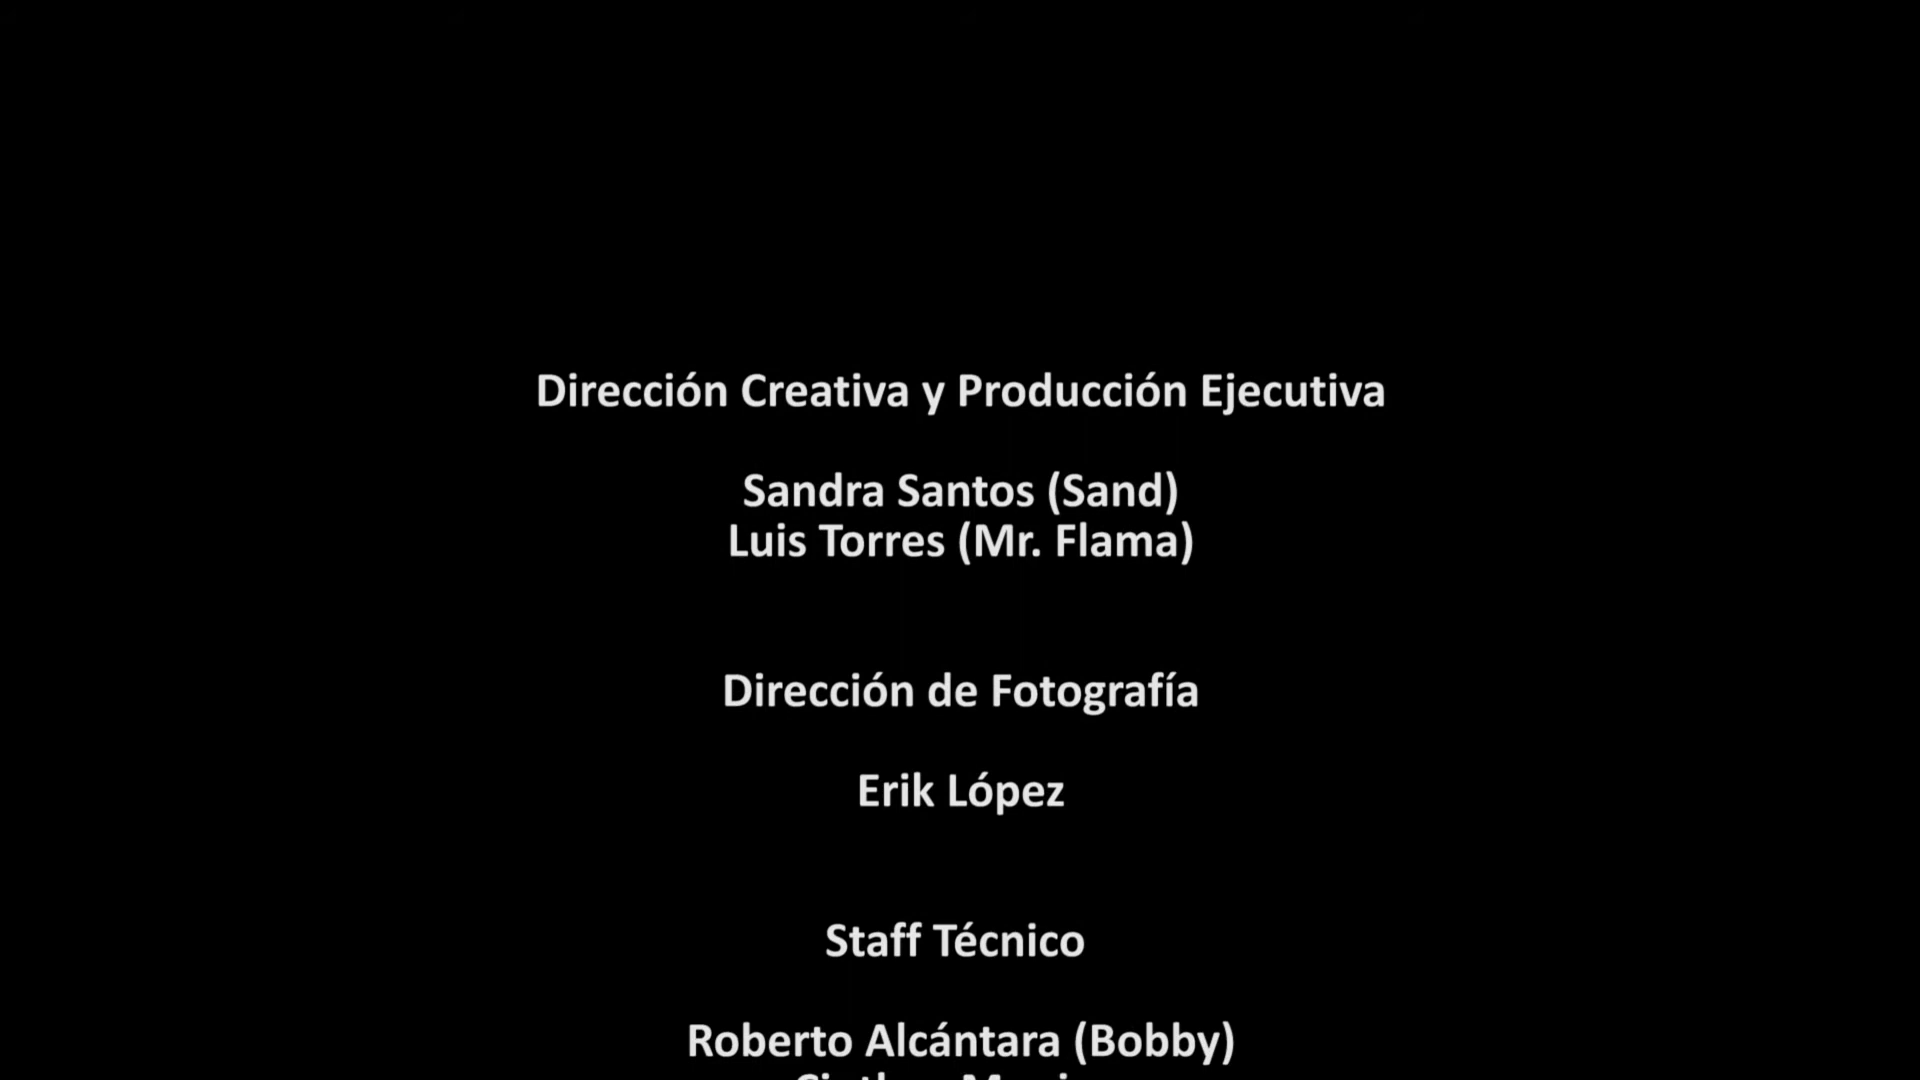 Dirección Creativa y Producción Ejecutiva
Sandra Santos (Sand)
Luis Torres (Mr. Flama)
Dirección de Fotografía
Erik López
Staff Técnico
Roberto Alcántara (Bobby)